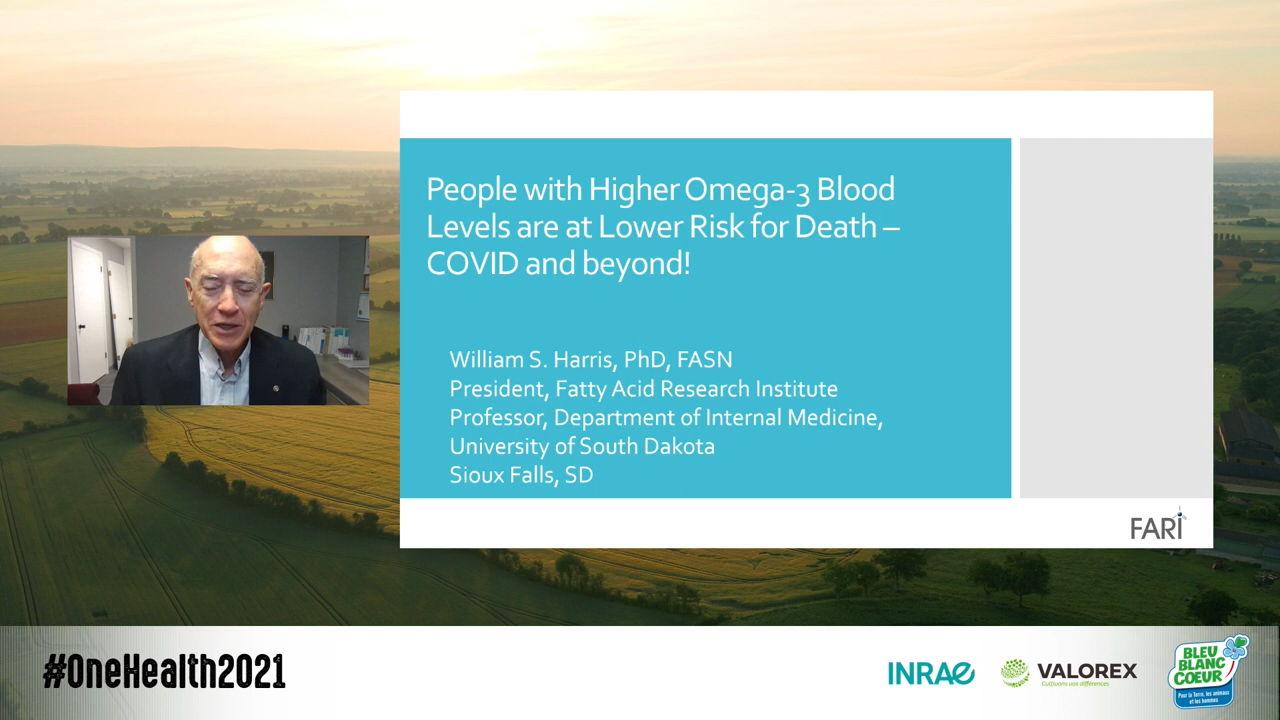 People with Higher Omega-3 Blood
Levels are at Lower Risk for Death –
COVID and beyond!
William S. Harris, PhD, FASN
President, Fatty Acid Research Institute
Professor, Department of Internal Medicine,
University of South Dakota
Sioux Falls, SD
FARI
#OneHealth2021
INRAE
VALOREX
Cultivons vos différences
BLEU
BLANC
COEUR
Pour la Terre, les animaux
et les hommes